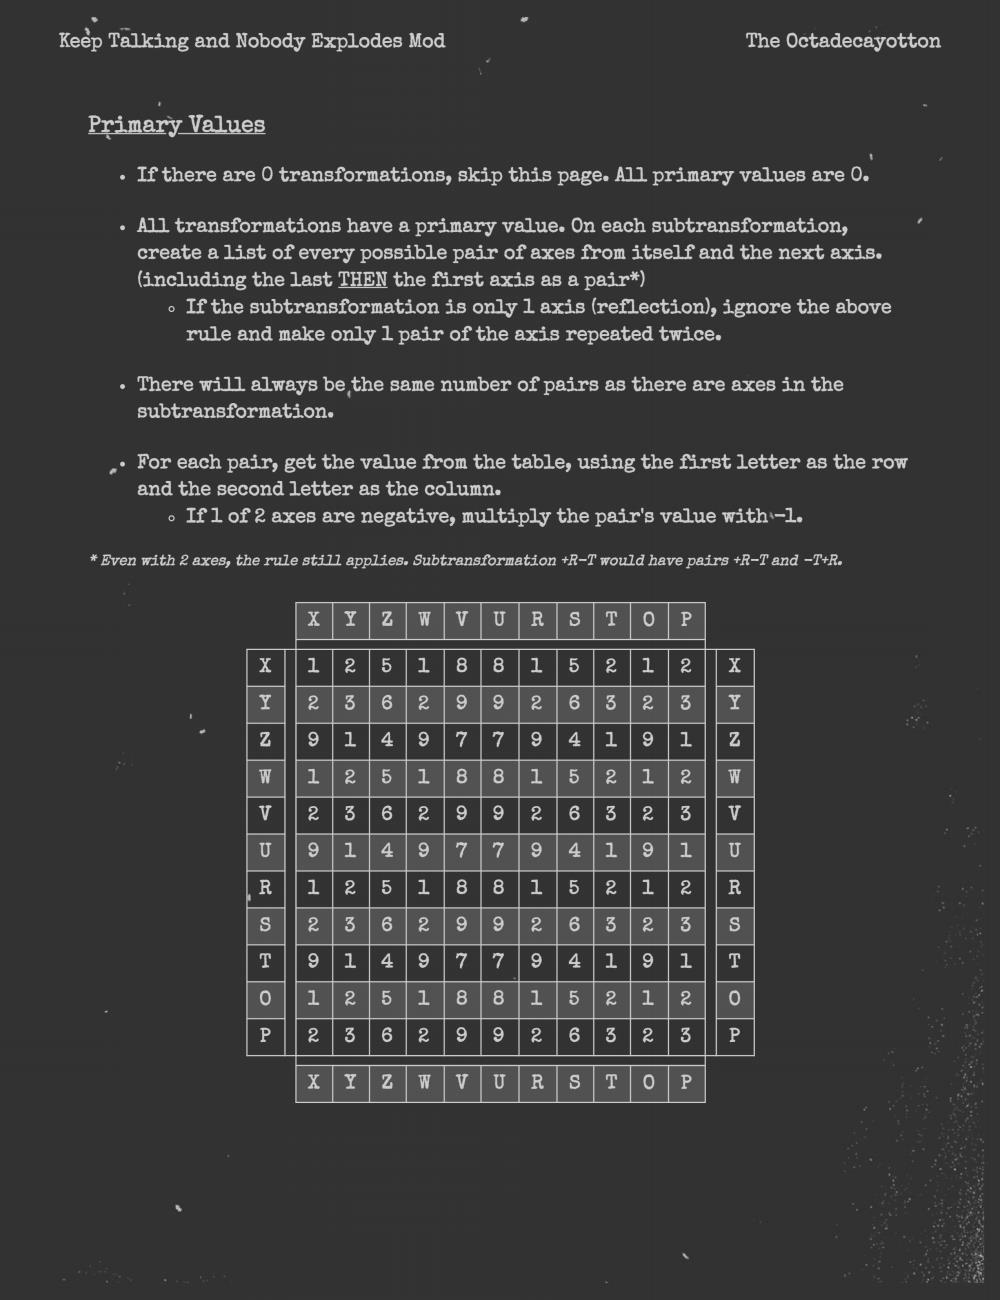 Keep Talking and Nobody Explodes Mod The Octadecayotton
Primary Values
• If there are 0 transformations, skip this page. All primary values are 0.
• All transformations have a primary value. On each subtransformation,
create a list of every possible pair of axes from itself and the next axis.
(including the last THEN the first axis as a pair*)
◦ If the subtransformation is only 1 axis (reflection), ignore the above
rule and make only 1 pair of the axis repeated twice.
• There will always be the same number of pairs as there are axes in the
subtransformation.
• For each pair, get the value from the table, using the first letter as the row
and the second letter as the column.
◦ If 1 of 2 axes are negative, multiply the pair's value with -1.
* Even with 2 axes, the rule still applies. Subtransformation +R-T would have pairs +R-T and -T+R.
X Y Z W V U R S T O P
X 1 2 5 1 8 8 1 5 2 1 2 X
Y 2 3 6 2 9 9 2 6 3 2 3 Y
Z 9 1 4 9 7 7 9 4 1 9 1 Z
W 1 2 5 1 8 8 1 5 2 1 2 W
V 2 3 6 2 9 9 2 6 3 2 3 V
U 9 1 4 9 7 7 9 4 1 9 1 U
R 1 2 5 1 8 8 1 5 2 1 2 R
S 2 3 6 2 9 9 2 6 3 2 3 S
T 9 1 4 9 7 7 9 4 1 9 1 T
O 1 2 5 1 8 8 1 5 2 1 2 O
P 2 3 6 2 9 9 2 6 3 2 3 P
X Y Z W V U R S T O P